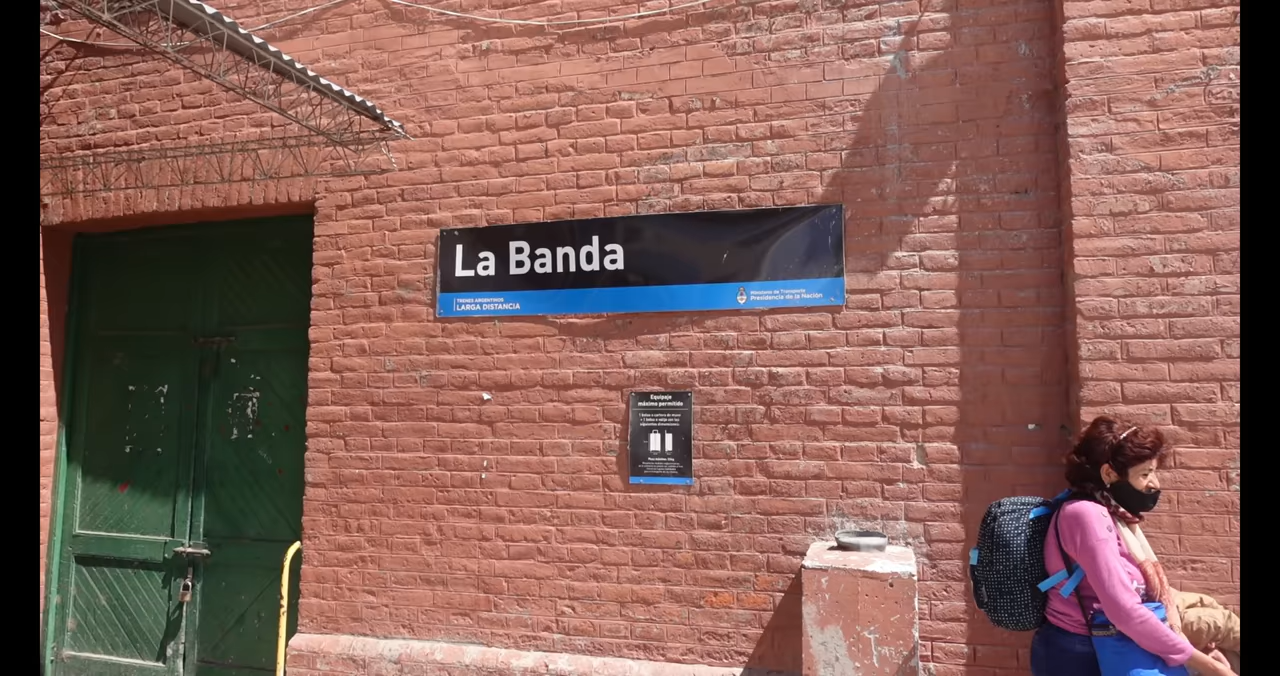 La Banda
TRENES ARGENTINOS
LARGA DISTANCIA
Ministerio de Transporte
Presidencia de la Nación
Equipaje
máximo permitido